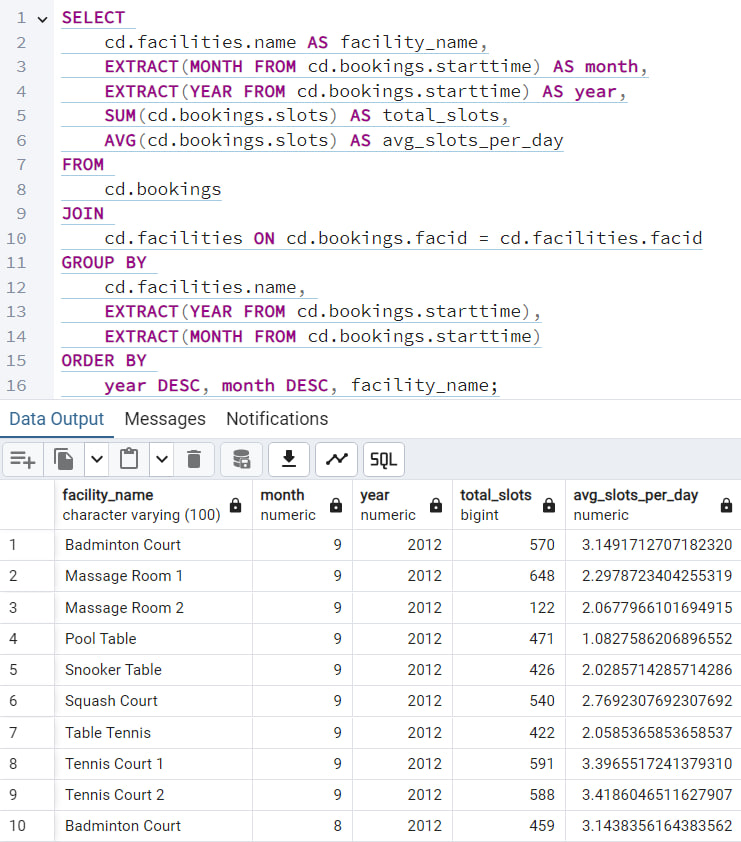 1 SELECT
2 cd.facilities.name AS facility_name,
3 EXTRACT(MONTH FROM cd.bookings.starttime) AS month,
4 EXTRACT(YEAR FROM cd.bookings.starttime) AS year,
5 SUM(cd.bookings.slots) AS total_slots,
6 AVG(cd.bookings.slots) AS avg_slots_per_day
7 FROM
8 cd.bookings
9 JOIN
10 cd.facilities ON cd.bookings.facid = cd.facilities.facid
11 GROUP BY
12 cd.facilities.name,
13 EXTRACT(YEAR FROM cd.bookings.starttime),
14 EXTRACT(MONTH FROM cd.bookings.starttime)
15 ORDER BY
16 year DESC, month DESC, facility_name;
Data Output Messages Notifications
SQL
facility_name month year total_slots avg_slots_per_day
character varying (100) numeric numeric bigint numeric
1 Badminton Court 9 2012 570 3.1491712707182320
2 Massage Room 1 9 2012 648 2.2978723404255319
3 Massage Room 2 9 2012 122 2.0677966101694915
4 Pool Table 9 2012 471 1.0827586206896552
5 Snooker Table 9 2012 426 2.0285714285714286
6 Squash Court 9 2012 540 2.7692307692307692
7 Table Tennis 9 2012 422 2.0585365853658537
8 Tennis Court 1 9 2012 591 3.3965517241379310
9 Tennis Court 2 9 2012 588 3.4186046511627907
10 Badminton Court 8 2012 459 3.1438356164383562